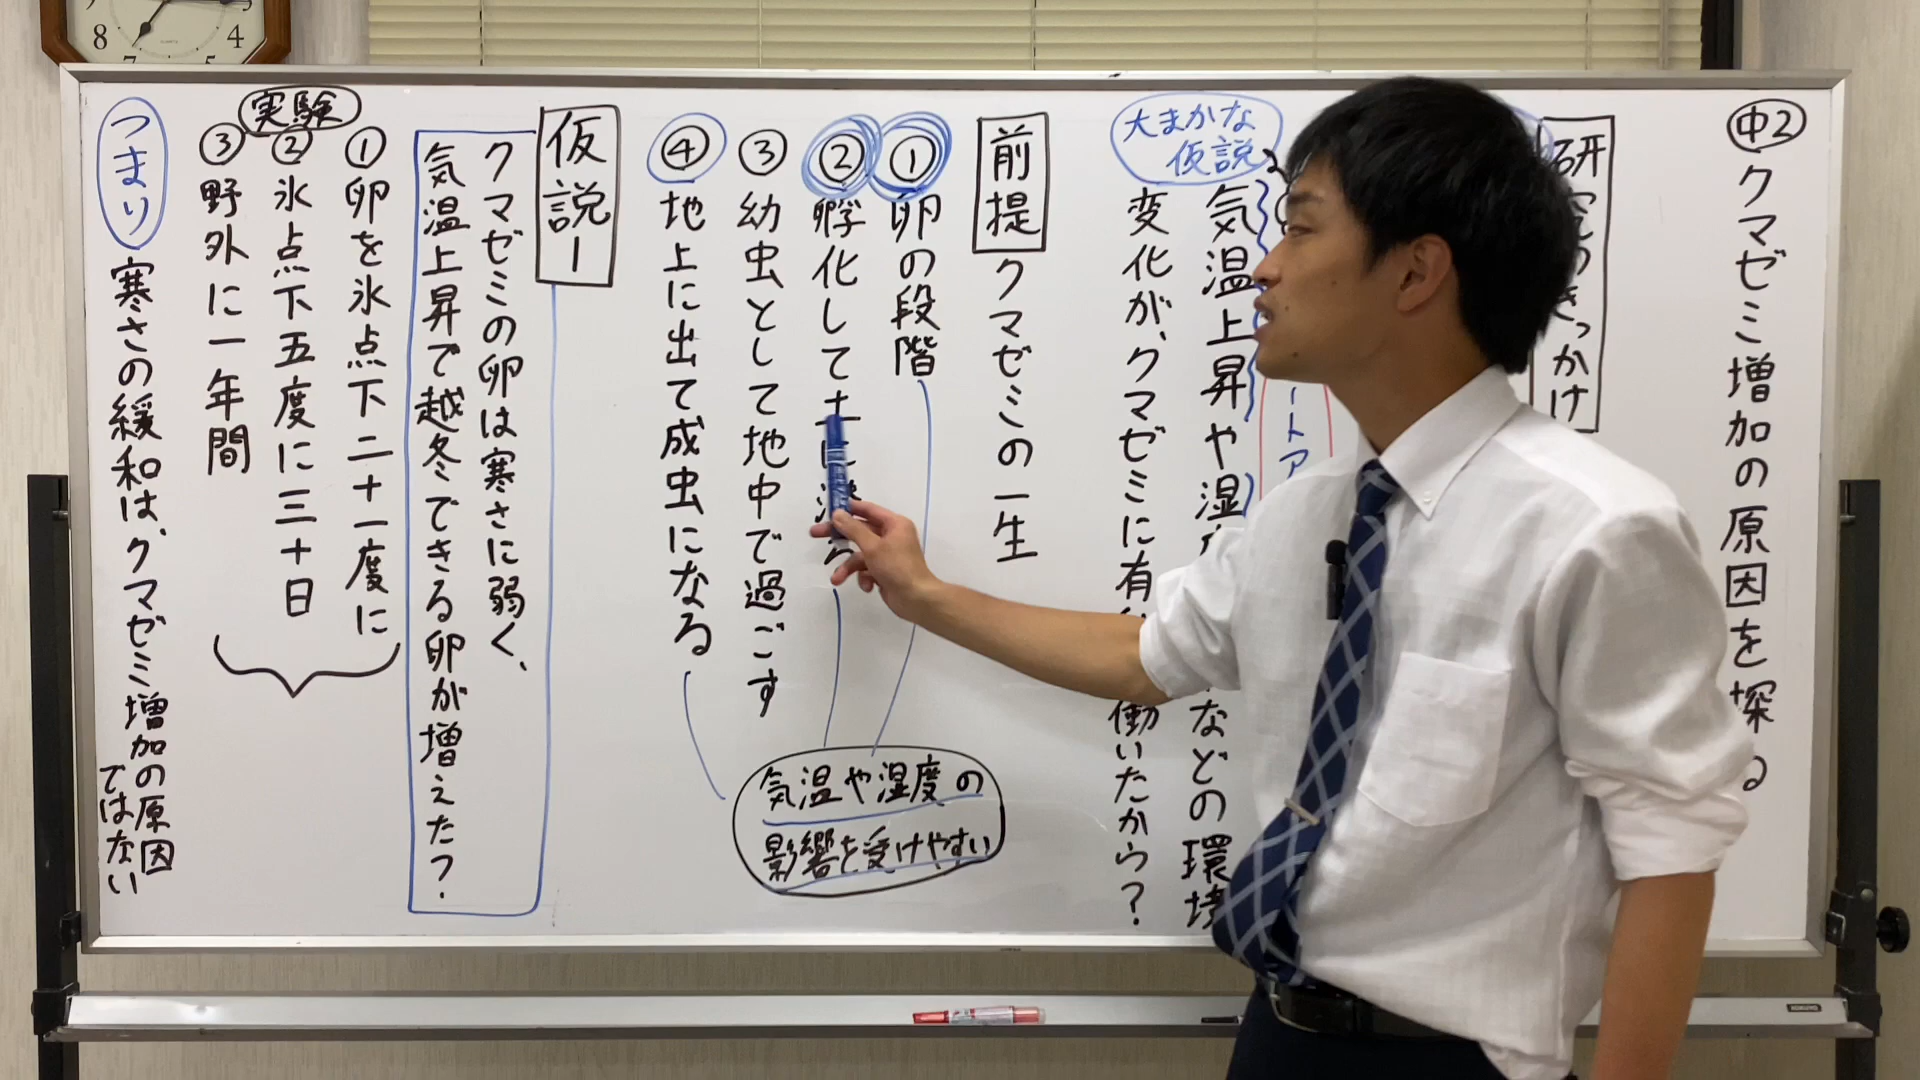 中2 クマゼミ増加の原因を探る
研究のきっかけ
ートア
大まかな
仮説
気温上昇や湿
などの環境
変化が、クマゼミに有
働いたから?
前提 クマゼミの一生
① 卵の段階
② 孵化して土に
③ 幼虫として地中で過ごす
④ 地上に出て成虫になる
気温や湿度の
影響を受けやすい
仮説1
クマゼミの卵は寒さに弱く、
気温上昇で越冬できる卵が増えた?
実験
① 卵を氷点下二十一度に
② 氷点下五度に三十日
③ 野外に一年間
つまり 寒さの緩和は、クマゼミ増加の原因
ではない
8
7
5
4